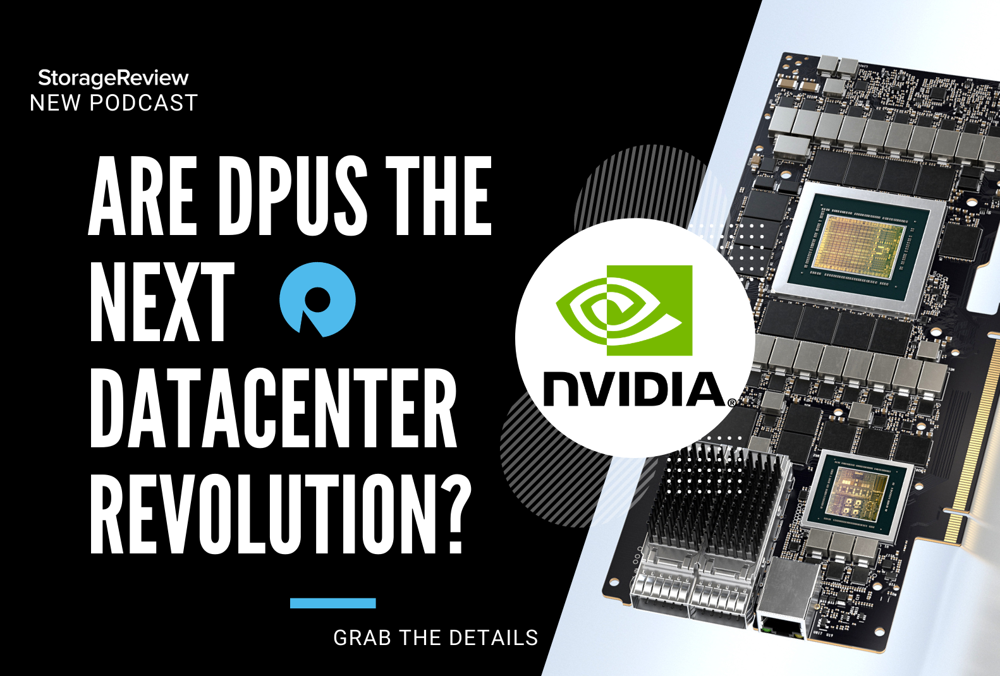 StorageReview
NEW PODCAST
ARE DPUS THE
NEXT
DATACENTER
REVOLUTION?
NVIDIA®
GRAB THE DETAILS